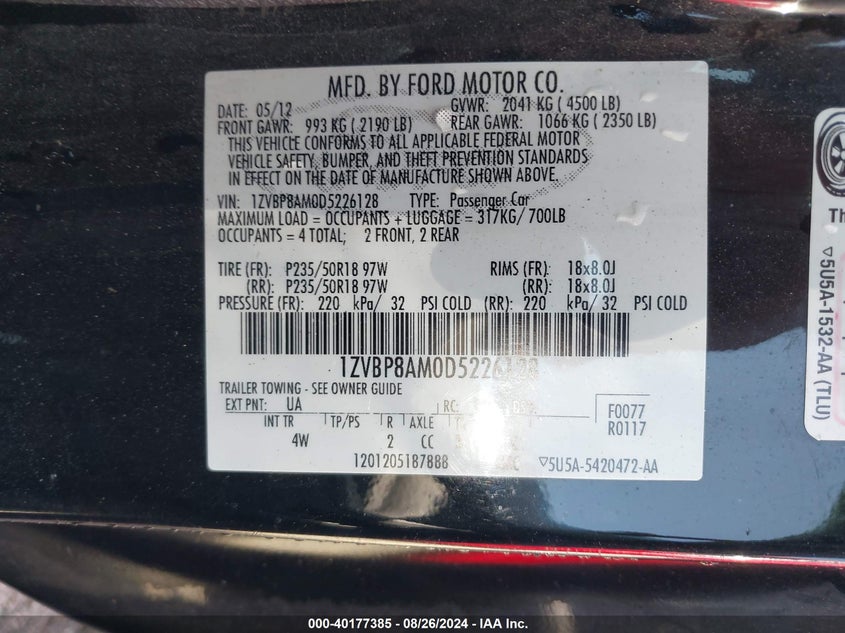 MFD. BY FORD MOTOR CO.
DATE: 05/12 GVWR: 2041 KG ( 4500 LB)
FRONT GAWR: 993 KG ( 2190 LB) REAR GAWR: 1066 KG ( 2350 LB)
THIS VEHICLE CONFORMS TO ALL APPLICABLE FEDERAL MOTOR
VEHICLE SAFETY, BUMPER, AND THEFT PREVENTION STANDARDS
IN EFFECT ON THE DATE OF MANUFACTURE SHOWN ABOVE.
VIN: 1ZVBP8AM0D5226128 TYPE: Passenger Car
MAXIMUM LOAD = OCCUPANTS + LUGGAGE = 317KG/ 700LB
OCCUPANTS = 4 TOTAL; 2 FRONT, 2 REAR
TIRE (FR): P235/50R18 97W RIMS (FR): 18x8.0J
(RR): P235/50R18 97W (RR): 18x8.0J
PRESSURE (FR): 220 kPa/ 32 PSI COLD (RR): 220 kPa/ 32 PSI COLD
1ZVBP8AM0D5226128
TRAILER TOWING - SEE OWNER GUIDE
EXT PNT: UA RC: DSO:
F0077
R0117
INT TR TP/PS R AXLE
4W 2 CC
1201205187888 ▽5U5A-5420472-AA
Th
▽5U5A-1532-AA (TLU)
000-40177385 - 08/26/2024 - IAA Inc.